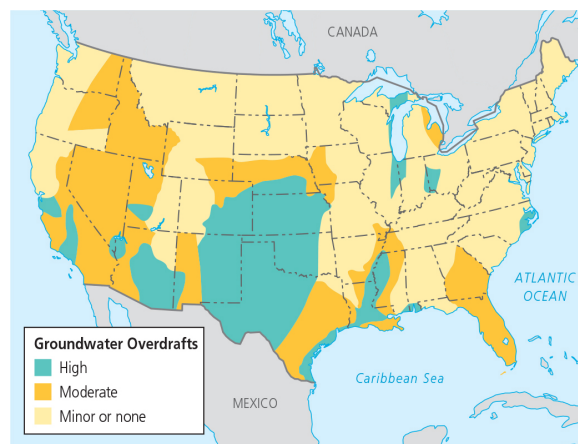 CANADA
ATLANTIC
OCEAN
Groundwater Overdrafts
High
Moderate
Minor or none
MEXICO
Caribbean Sea